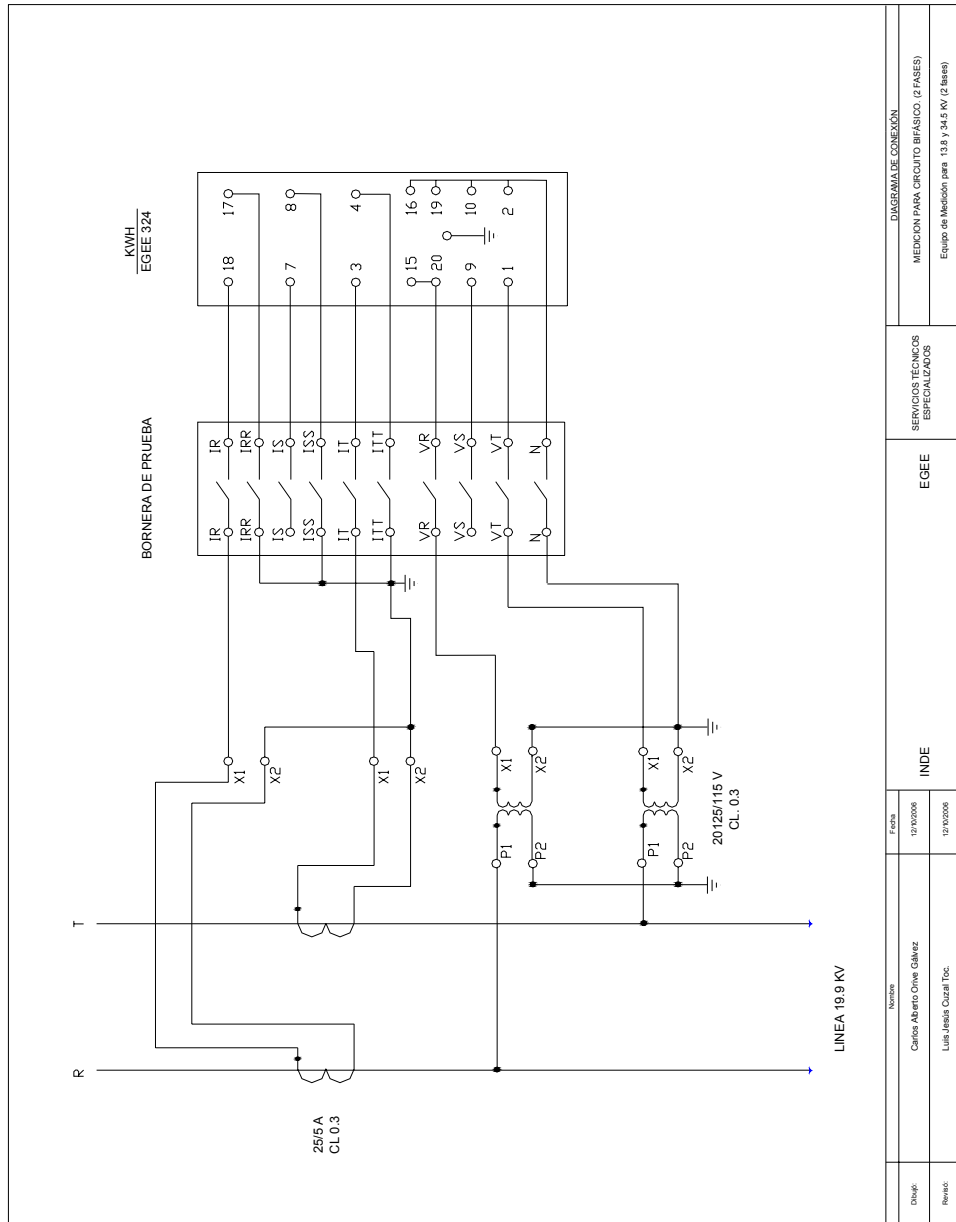 KWH
EGEE 324
18
17
7
8
3
4
15
16
20
19
9
10
1
2
BORNERA DE PRUEBA
IR
IR
IRR
IRR
IS
IS
ISS
ISS
IT
IT
ITT
ITT
VR
VR
VS
VS
VT
VT
N
N
X1
X2
X1
X2
X1
X2
X1
X2
P1
P2
P1
P2
20125/115 V
CL. 0.3
T
R
25/5 A
CL 0.3
LINEA 19.9 KV
DIAGRAMA DE CONEXIÓN
MEDICION PARA CIRCUITO BIFÁSICO. (2 FASES)
Equipo de Medición para 13.8 y 34.5 KV (2 fases)
SERVICIOS TÉCNICOS
ESPECIALIZADOS
EGEE
INDE
Nombre
Fecha
Dibujó:
Carlos Alberto Orive Gálvez
12/10/2006
Revisó:
Luis Jesús Cuzal Toc.
12/10/2006